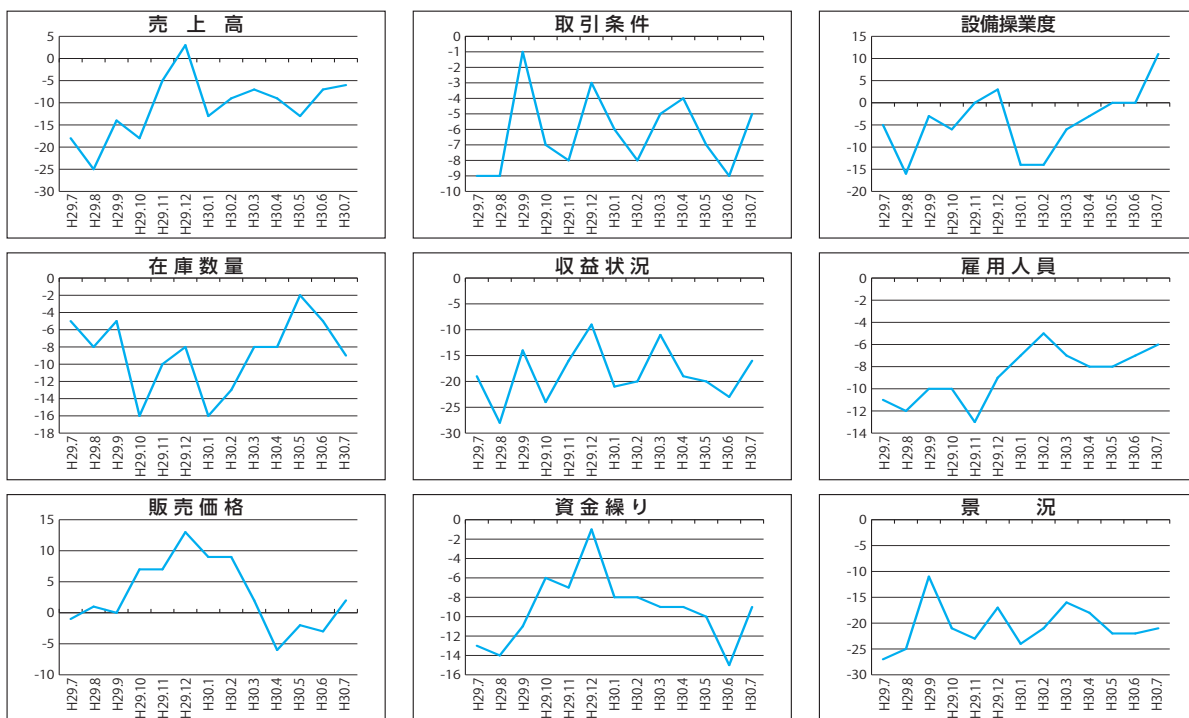 売上高
5
0
-5
-10
-15
-20
-25
-30
H29.7
H29.8
H29.9
H29.10
H29.11
H29.12
H30.1
H30.2
H30.3
H30.4
H30.5
H30.6
H30.7
取引条件
0
-1
-2
-3
-4
-5
-6
-7
-8
-9
-10
H29.7
H29.8
H29.9
H29.10
H29.11
H29.12
H30.1
H30.2
H30.3
H30.4
H30.5
H30.6
H30.7
設備操業度
15
10
5
0
-5
-10
-15
-20
H29.7
H29.8
H29.9
H29.10
H29.11
H29.12
H30.1
H30.2
H30.3
H30.4
H30.5
H30.6
H30.7
在庫数量
0
-2
-4
-6
-8
-10
-12
-14
-16
-18
H29.7
H29.8
H29.9
H29.10
H29.11
H29.12
H30.1
H30.2
H30.3
H30.4
H30.5
H30.6
H30.7
収益状況
0
-5
-10
-15
-20
-25
-30
H29.7
H29.8
H29.9
H29.10
H29.11
H29.12
H30.1
H30.2
H30.3
H30.4
H30.5
H30.6
H30.7
雇用人員
0
-2
-4
-6
-8
-10
-12
-14
H29.7
H29.8
H29.9
H29.10
H29.11
H29.12
H30.1
H30.2
H30.3
H30.4
H30.5
H30.6
H30.7
販売価格
15
10
5
0
-5
-10
H29.7
H29.8
H29.9
H29.10
H29.11
H29.12
H30.1
H30.2
H30.3
H30.4
H30.5
H30.6
H30.7
資金繰り
0
-2
-4
-6
-8
-10
-12
-14
-16
H29.7
H29.8
H29.9
H29.10
H29.11
H29.12
H30.1
H30.2
H30.3
H30.4
H30.5
H30.6
H30.7
景況
0
-5
-10
-15
-20
-25
-30
H29.7
H29.8
H29.9
H29.10
H29.11
H29.12
H30.1
H30.2
H30.3
H30.4
H30.5
H30.6
H30.7